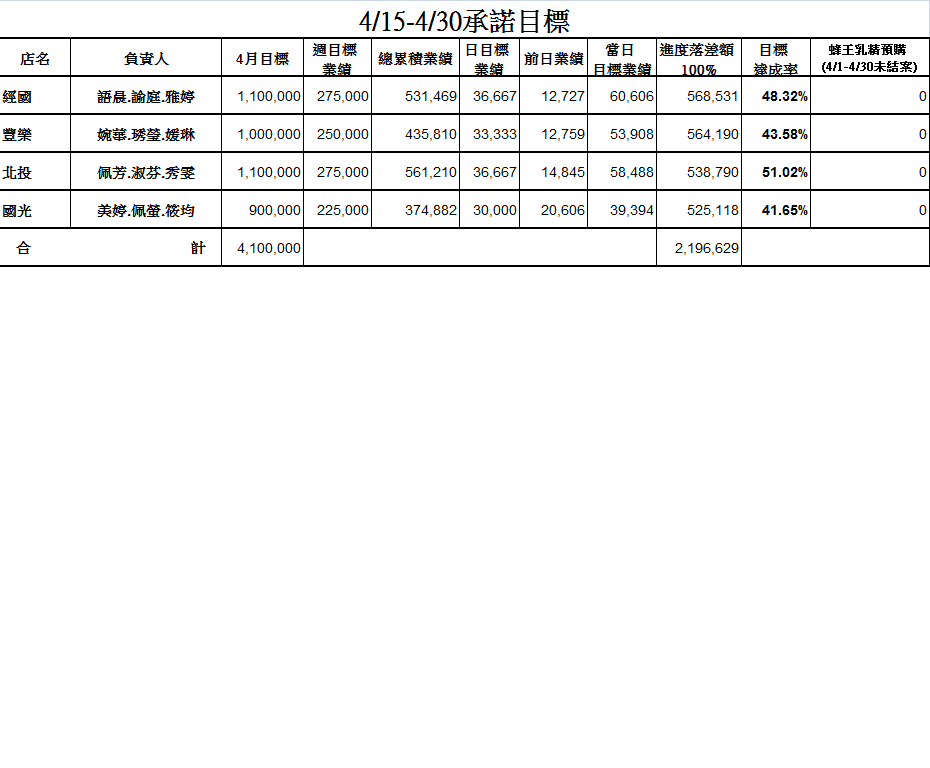 4/15-4/30承諾目標
店名 負責人 4月目標 週目標業績 總累積業績 日目標業績 前日業績 當日目標業績 進度落差額100% 目標達成率 蜂王乳精預購(4/1-4/30未結案)
經國 語晨.諭庭.雅婷 1,100,000 275,000 531,469 36,667 12,727 60,606 568,531 48.32% 0
豐樂 婉華.琇瑩.媛琳 1,000,000 250,000 435,810 33,333 12,759 53,908 564,190 43.58% 0
北投 佩芳.淑芬.秀雯 1,100,000 275,000 561,210 36,667 14,845 58,488 538,790 51.02% 0
國光 美婷.佩螢.筱均 900,000 225,000 374,882 30,000 20,606 39,394 525,118 41.65% 0
合 計 4,100,000 2,196,629